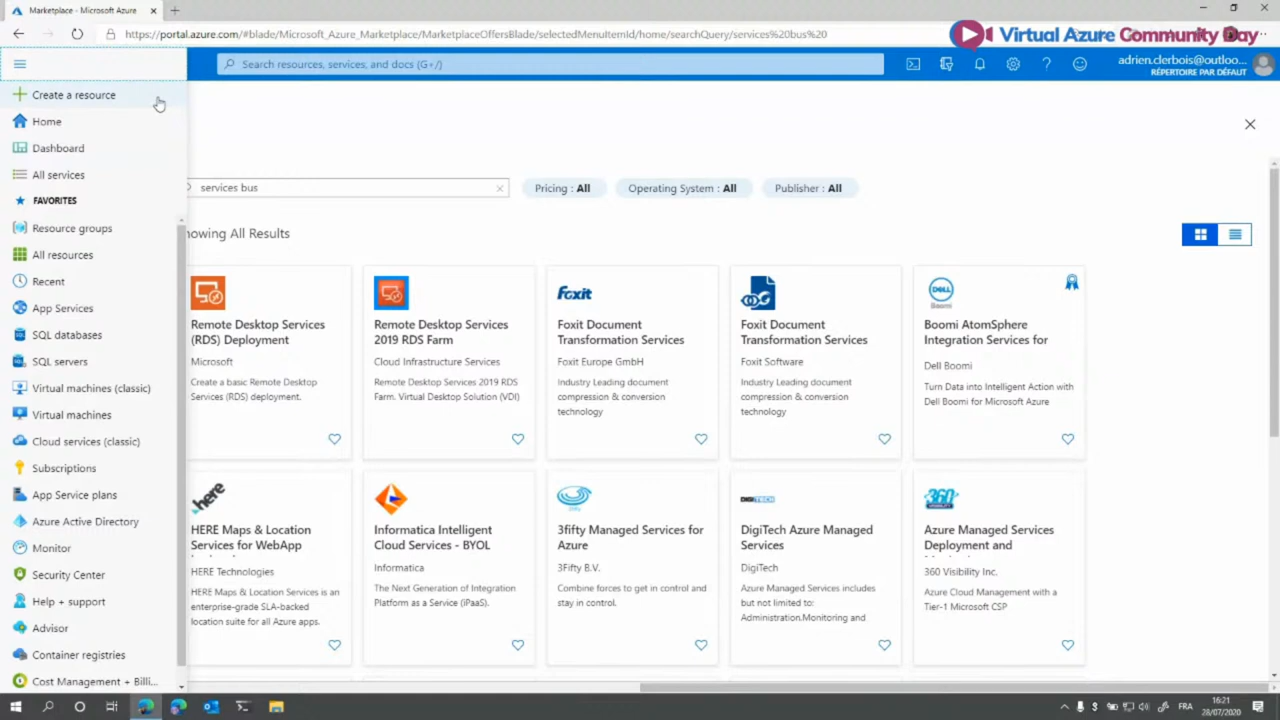 Marketplace - Microsoft Azure
https://portal.azure.com/#blade/Microsoft_Azure_Marketplace/MarketplaceOffersBlade/selectedMenuItemId/home/searchQuery/services%20bus%20
Virtual Azure Community Day
Search resources, services, and docs (G+/)
adrien.clerbois@outloo...
RÉPERTOIRE PAR DÉFAUT
Create a resource
Home
Dashboard
All services
FAVORITES
Resource groups
All resources
Recent
App Services
SQL databases
SQL servers
Virtual machines (classic)
Virtual machines
Cloud services (classic)
Subscriptions
App Service plans
Azure Active Directory
Monitor
Security Center
Help + support
Advisor
Container registries
Cost Management + Billi...
services bus
Pricing : All
Operating System : All
Publisher : All
howing All Results
Remote Desktop Services
(RDS) Deployment
Microsoft
Create a basic Remote Desktop
Services (RDS) deployment.
Remote Desktop Services
2019 RDS Farm
Cloud Infrastructure Services
Remote Desktop Services 2019 RDS
Farm. Virtual Desktop Solution (VDI)
Foxit
Foxit Document
Transformation Services
Foxit Europe GmbH
Industry Leading document
compression & conversion
technology
Foxit Document
Transformation Services
Foxit Software
Industry Leading document
compression & conversion
technology
DELL
Boomi
Boomi AtomSphere
Integration Services for
Dell Boomi
Turn Data into Intelligent Action with
Dell Boomi for Microsoft Azure
here
HERE Maps & Location
Services for WebApp
HERE Technologies
HERE Maps & Location Services is an
enterprise-grade SLA-backed
location suite for all Azure apps.
Informatica Intelligent
Cloud Services - BYOL
Informatica
The Next Generation of Integration
Platform as a Service (iPaaS).
3fifty Managed Services for
Azure
3Fifty B.V.
Combine forces to get in control and
stay in control.
DIGITECH
DigiTech Azure Managed
Services
DigiTech
Azure Managed Services includes
but not limited to:
Administration.Monitoring and
360
VISIBILITY
Azure Managed Services
Deployment and
360 Visibility Inc.
Azure Cloud Management with a
Tier-1 Microsoft CSP
FRA
16:21
28/07/2020